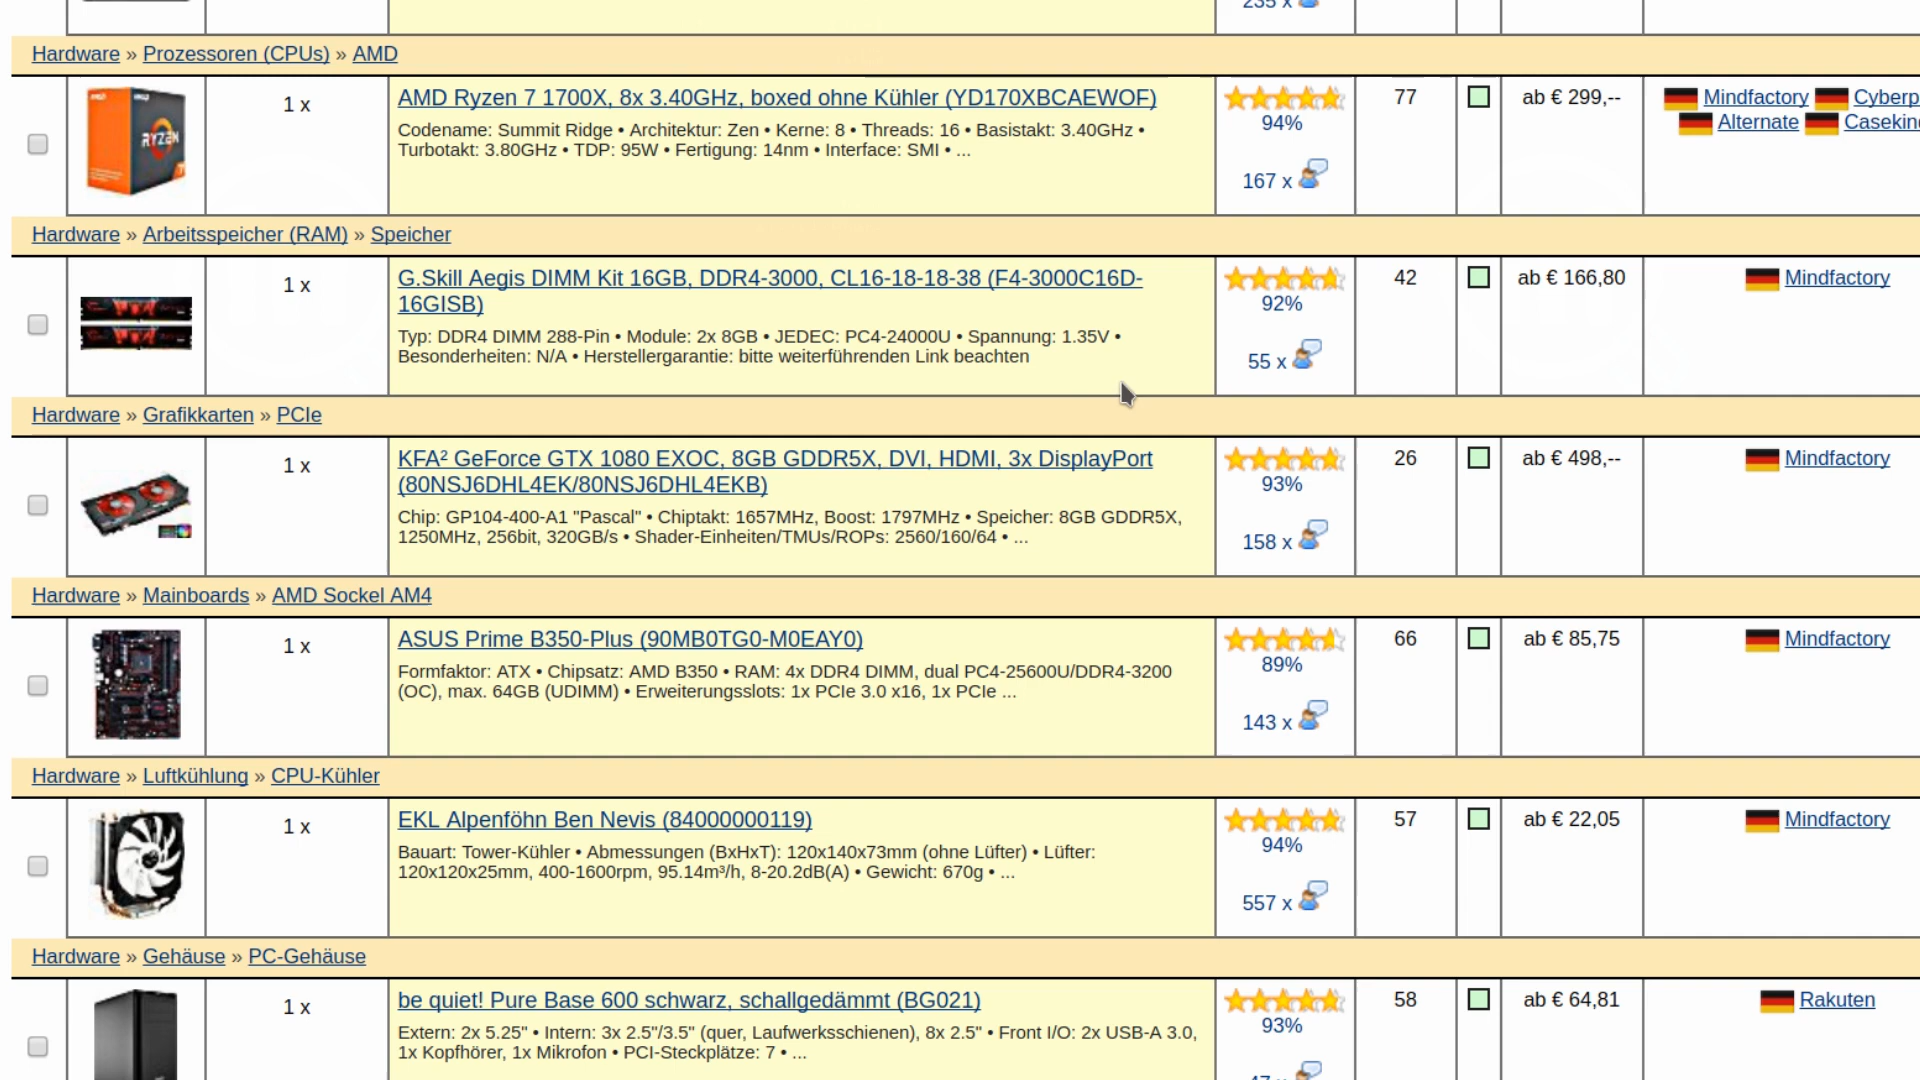 235 x
Hardware » Prozessoren (CPUs) » AMD
RYZEN
1 x
AMD Ryzen 7 1700X, 8x 3.40GHz, boxed ohne Kühler (YD170XBCAEWOF)
Codename: Summit Ridge • Architektur: Zen • Kerne: 8 • Threads: 16 • Basistakt: 3.40GHz •
Turbotakt: 3.80GHz • TDP: 95W • Fertigung: 14nm • Interface: SMI • ...
94%
167 x
77
ab € 299,--
Mindfactory Cyberp
Alternate Caseking
Hardware » Arbeitsspeicher (RAM) » Speicher
1 x
G.Skill Aegis DIMM Kit 16GB, DDR4-3000, CL16-18-18-38 (F4-3000C16D-
16GISB)
Typ: DDR4 DIMM 288-Pin • Module: 2x 8GB • JEDEC: PC4-24000U • Spannung: 1.35V •
Besonderheiten: N/A • Herstellergarantie: bitte weiterführenden Link beachten
92%
55 x
42
ab € 166,80
Mindfactory
Hardware » Grafikkarten » PCIe
1 x
KFA² GeForce GTX 1080 EXOC, 8GB GDDR5X, DVI, HDMI, 3x DisplayPort
(80NSJ6DHL4EK/80NSJ6DHL4EKB)
Chip: GP104-400-A1 "Pascal" • Chiptakt: 1657MHz, Boost: 1797MHz • Speicher: 8GB GDDR5X,
1250MHz, 256bit, 320GB/s • Shader-Einheiten/TMUs/ROPs: 2560/160/64 • ...
93%
158 x
26
ab € 498,--
Mindfactory
Hardware » Mainboards » AMD Sockel AM4
1 x
ASUS Prime B350-Plus (90MB0TG0-M0EAY0)
Formfaktor: ATX • Chipsatz: AMD B350 • RAM: 4x DDR4 DIMM, dual PC4-25600U/DDR4-3200
(OC), max. 64GB (UDIMM) • Erweiterungsslots: 1x PCIe 3.0 x16, 1x PCIe ...
89%
143 x
66
ab € 85,75
Mindfactory
Hardware » Luftkühlung » CPU-Kühler
1 x
EKL Alpenföhn Ben Nevis (84000000119)
Bauart: Tower-Kühler • Abmessungen (BxHxT): 120x140x73mm (ohne Lüfter) • Lüfter:
120x120x25mm, 400-1600rpm, 95.14m³/h, 8-20.2dB(A) • Gewicht: 670g • ...
94%
557 x
57
ab € 22,05
Mindfactory
Hardware » Gehäuse » PC-Gehäuse
1 x
be quiet! Pure Base 600 schwarz, schallgedämmt (BG021)
Extern: 2x 5.25" • Intern: 3x 2.5"/3.5" (quer, Laufwerksschienen), 8x 2.5" • Front I/O: 2x USB-A 3.0,
1x Kopfhörer, 1x Mikrofon • PCI-Steckplätze: 7 • ...
93%
58
ab € 64,81
Rakuten